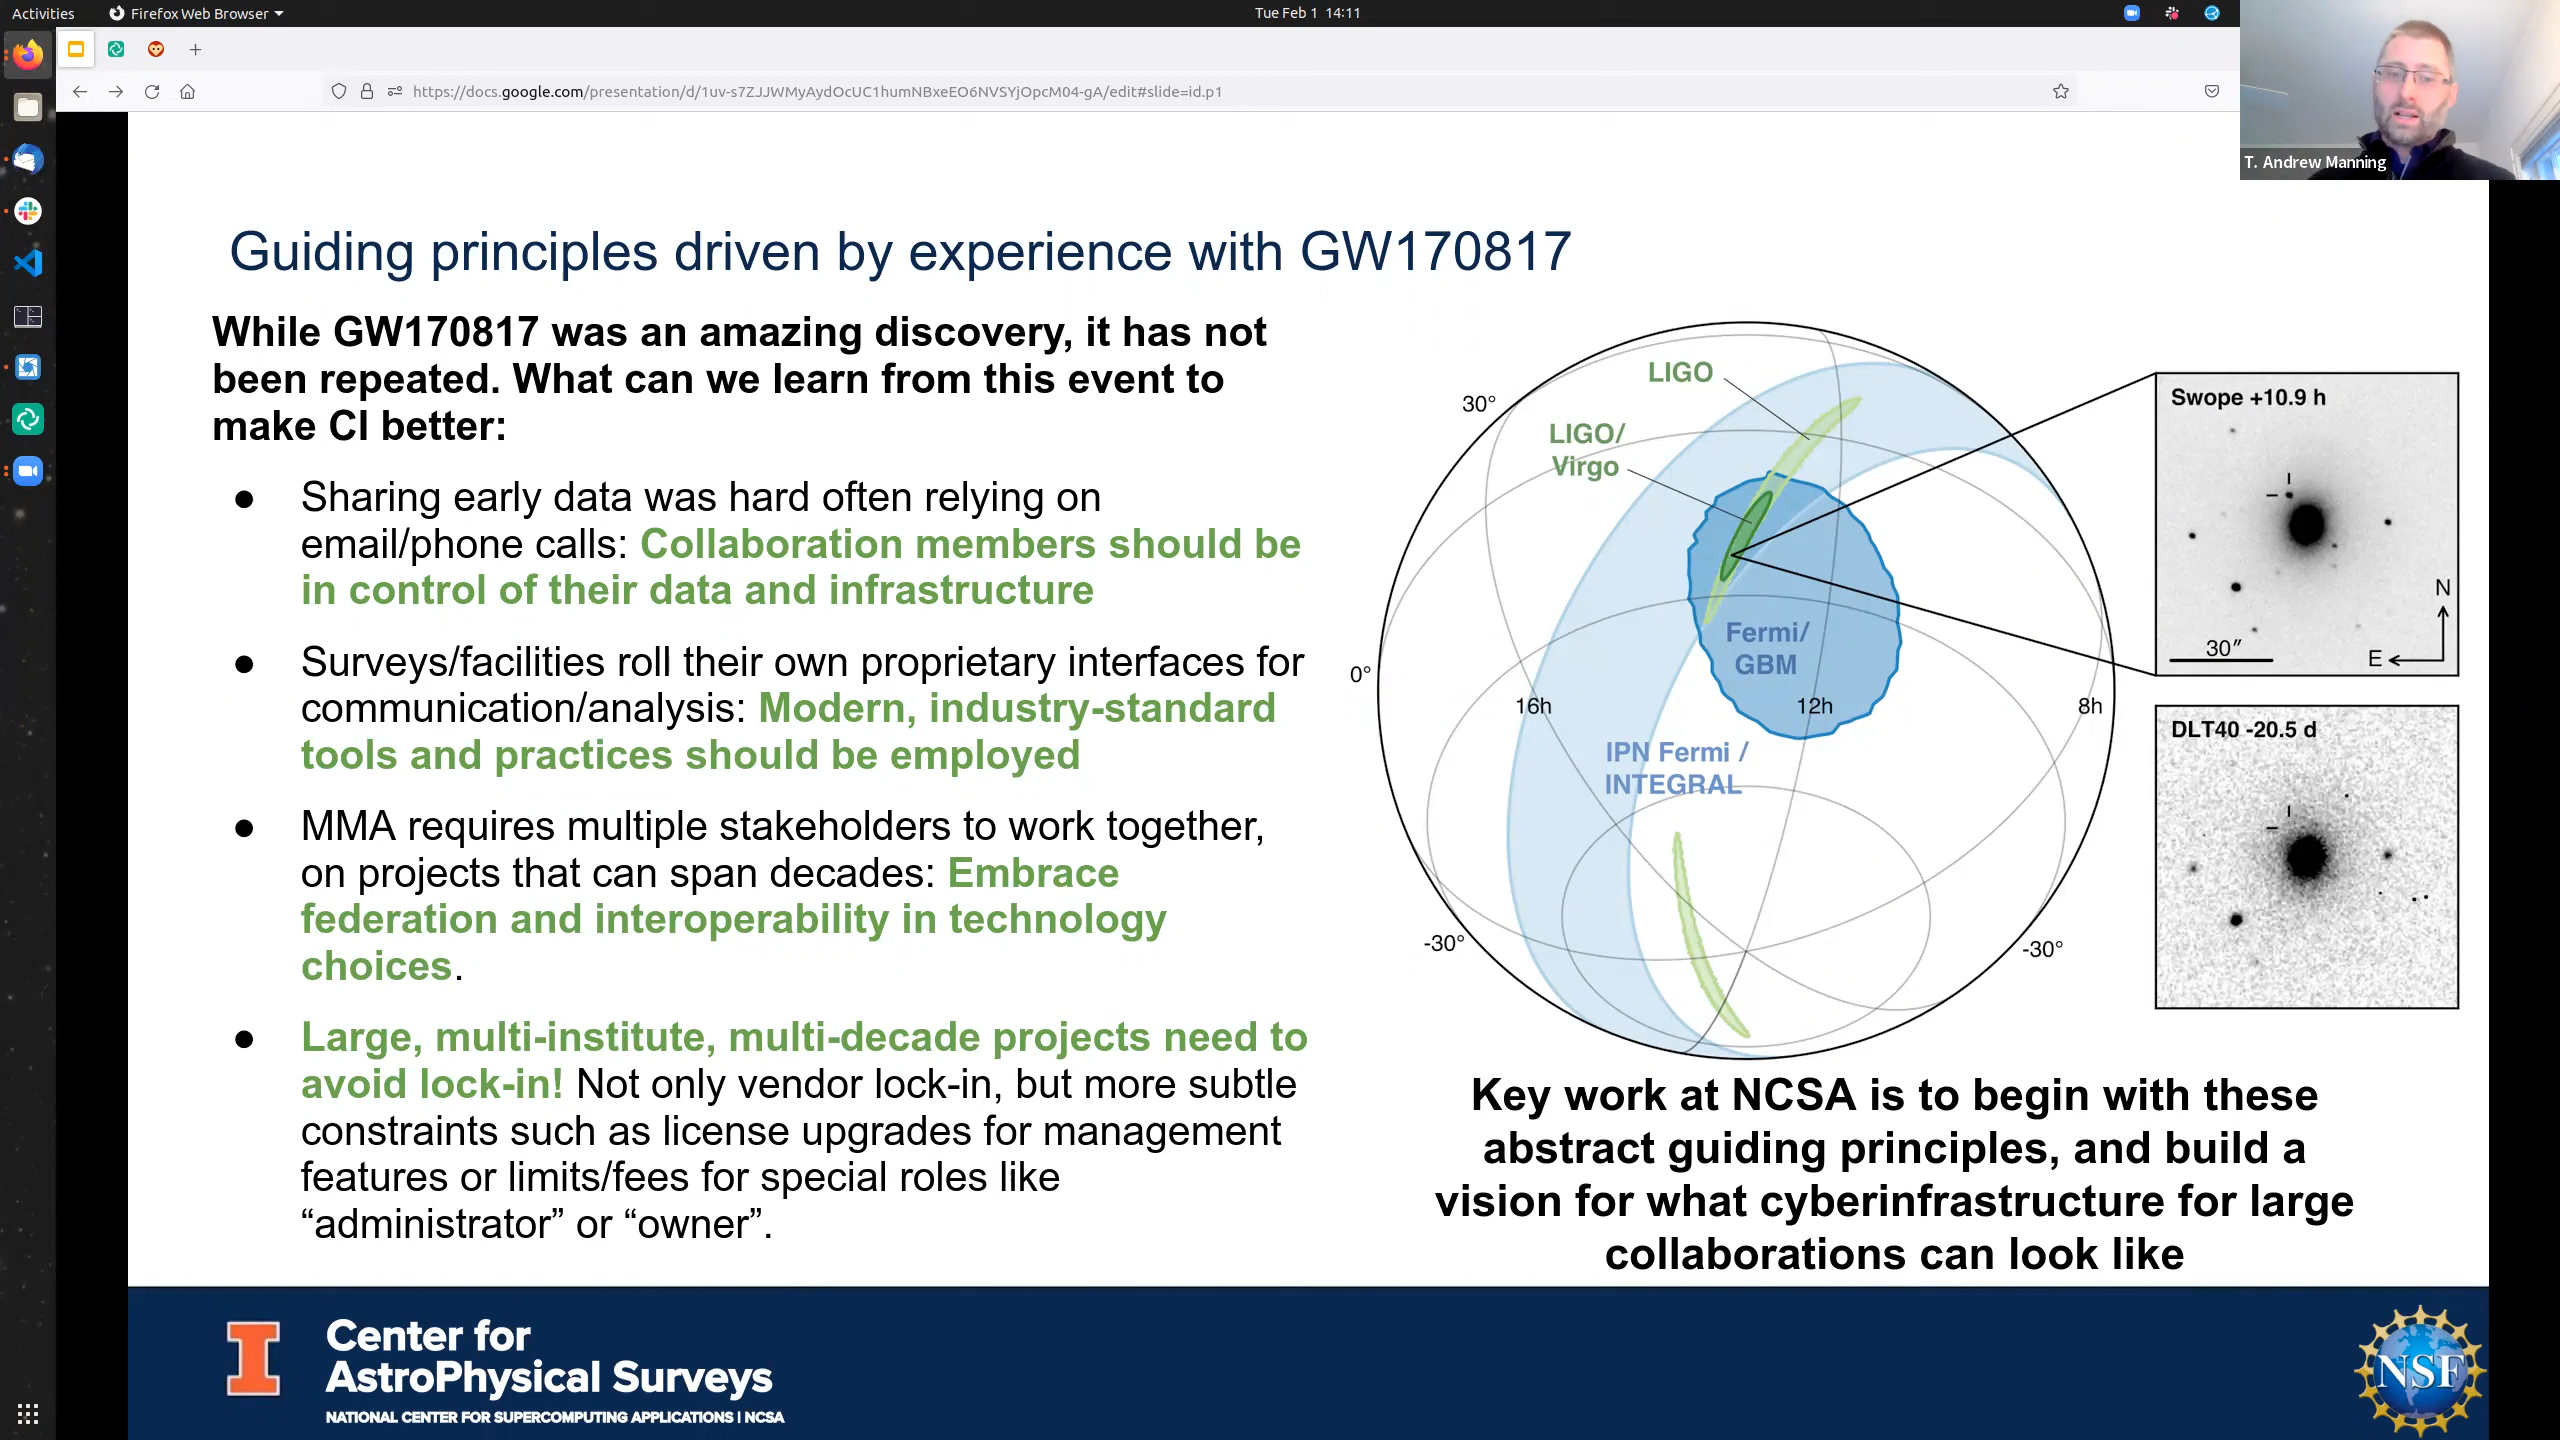 Activities
Firefox Web Browser
Tue Feb 1 14:11
https://docs.google.com/presentation/d/1uv-s7ZJJWMyAydOcUC1humNBxeEO6NVSYjOpcM04-gA/edit#slide=id.p1
T. Andrew Manning
Guiding principles driven by experience with GW170817
While GW170817 was an amazing discovery, it has not
been repeated. What can we learn from this event to
make CI better:
● Sharing early data was hard often relying on
email/phone calls: Collaboration members should be
in control of their data and infrastructure
● Surveys/facilities roll their own proprietary interfaces for
communication/analysis: Modern, industry-standard
tools and practices should be employed
● MMA requires multiple stakeholders to work together,
on projects that can span decades: Embrace
federation and interoperability in technology
choices.
● Large, multi-institute, multi-decade projects need to
avoid lock-in! Not only vendor lock-in, but more subtle
constraints such as license upgrades for management
features or limits/fees for special roles like
“administrator” or “owner”.
LIGO
30°
LIGO/
Virgo
Fermi/
GBM
0°
16h
12h
8h
IPN Fermi /
INTEGRAL
-30°
-30°
Swope +10.9 h
N
30″
E
DLT40 -20.5 d
Key work at NCSA is to begin with these
abstract guiding principles, and build a
vision for what cyberinfrastructure for large
collaborations can look like
I
Center for
AstroPhysical Surveys
NATIONAL CENTER FOR SUPERCOMPUTING APPLICATIONS | NCSA
NSF